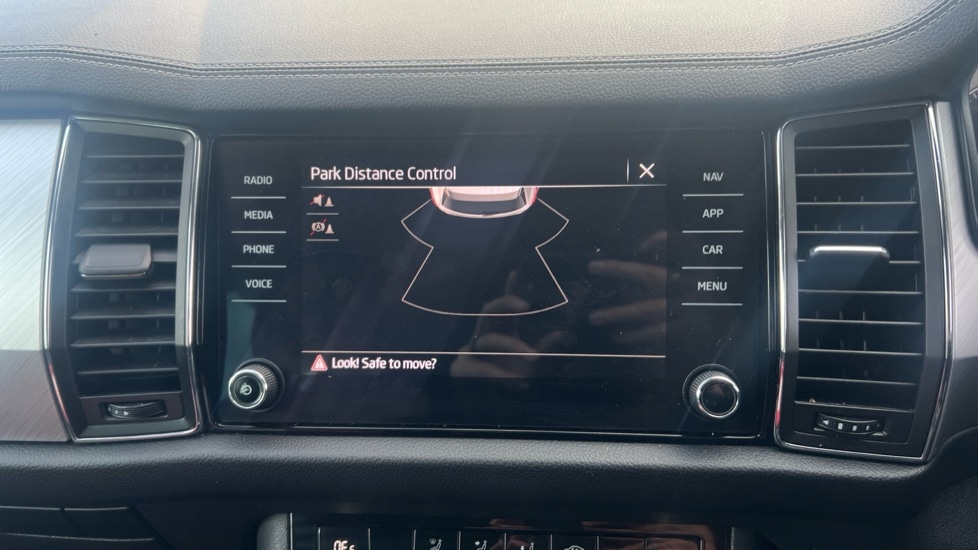 Park Distance Control
RADIO
MEDIA
PHONE
VOICE
NAV
APP
CAR
MENU
Look! Safe to move?